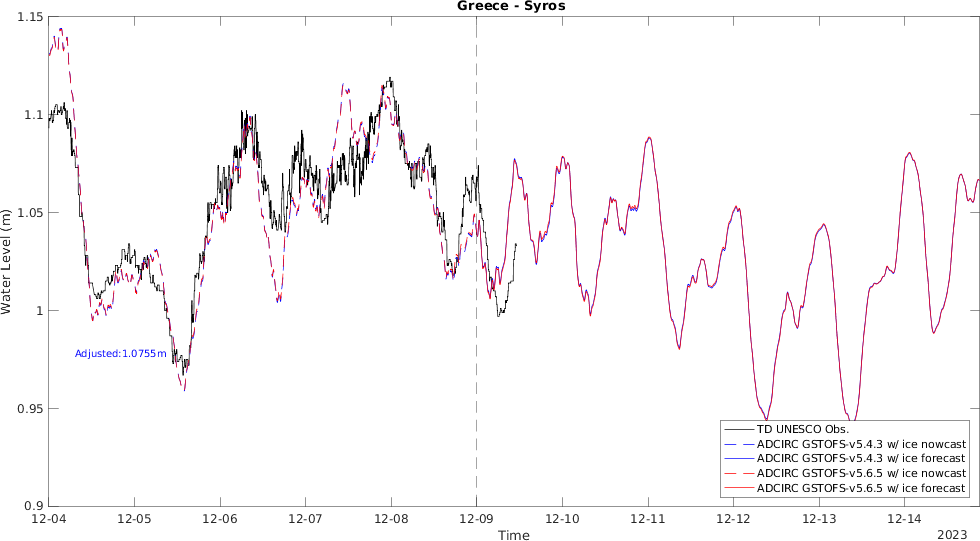 Greece - Syros
1.15
1.1
1.05
1
0.95
0.9
Water Level (m)
Adjusted:1.0755m
TD UNESCO Obs.
ADCIRC GSTOFS-v5.4.3 w/ ice nowcast
ADCIRC GSTOFS-v5.4.3 w/ ice forecast
ADCIRC GSTOFS-v5.6.5 w/ ice nowcast
ADCIRC GSTOFS-v5.6.5 w/ ice forecast
12-04 12-05 12-06 12-07 12-08 12-09 12-10 12-11 12-12 12-13 12-14
Time
2023